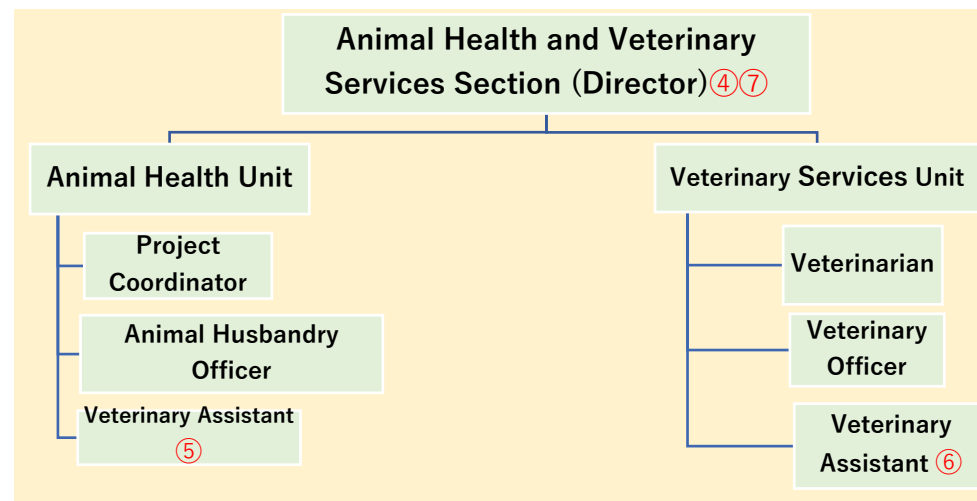 Animal Health and Veterinary
Services Section (Director)④⑦
Animal Health Unit
Project
Coordinator
Animal Husbandry
Officer
Veterinary Assistant
⑤
Veterinary Services Unit
Veterinarian
Veterinary
Officer
Veterinary
Assistant ⑥